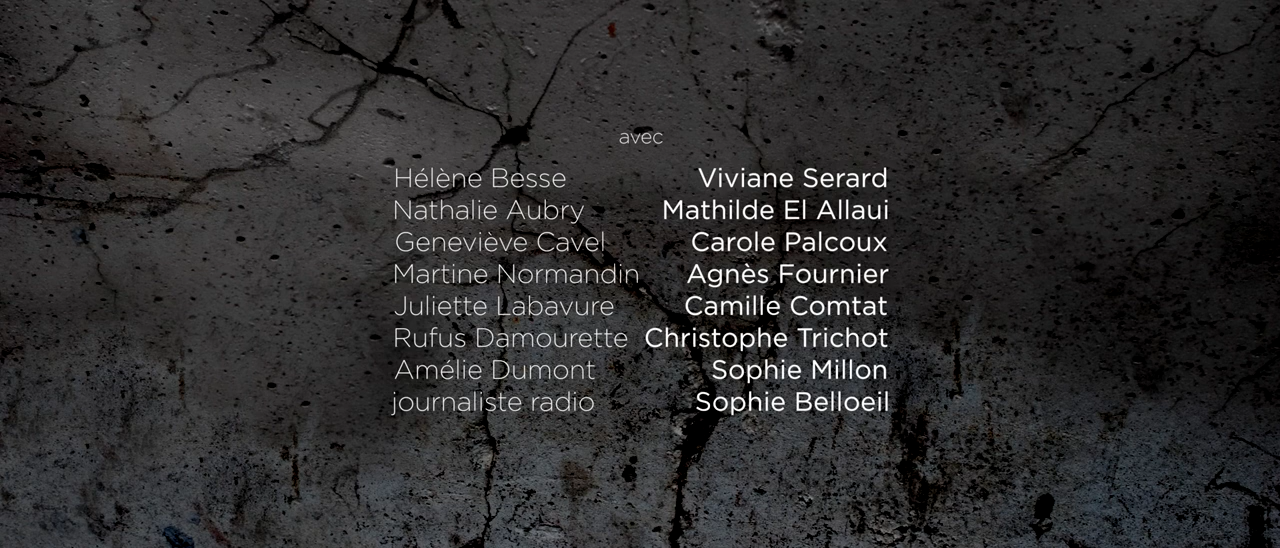 avec
Hélène Besse Viviane Serard
Nathalie Aubry Mathilde El Allaui
Geneviève Cavel Carole Palcoux
Martine Normandin Agnès Fournier
Juliette Labavure Camille Comtat
Rufus Damourette Christophe Trichot
Amélie Dumont Sophie Millon
journaliste radio Sophie Belloeil